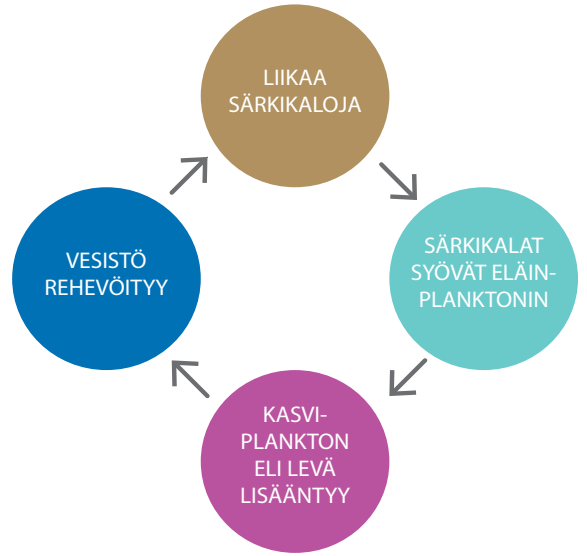 LIIKAA
SÄRKIKALOJA
SÄRKIKALAT
SYÖVÄT ELÄIN-
PLANKTONIN
KASVI-
PLANKTON
ELI LEVÄ
LISÄÄNTYY
VESISTÖ
REHEVÖITYY